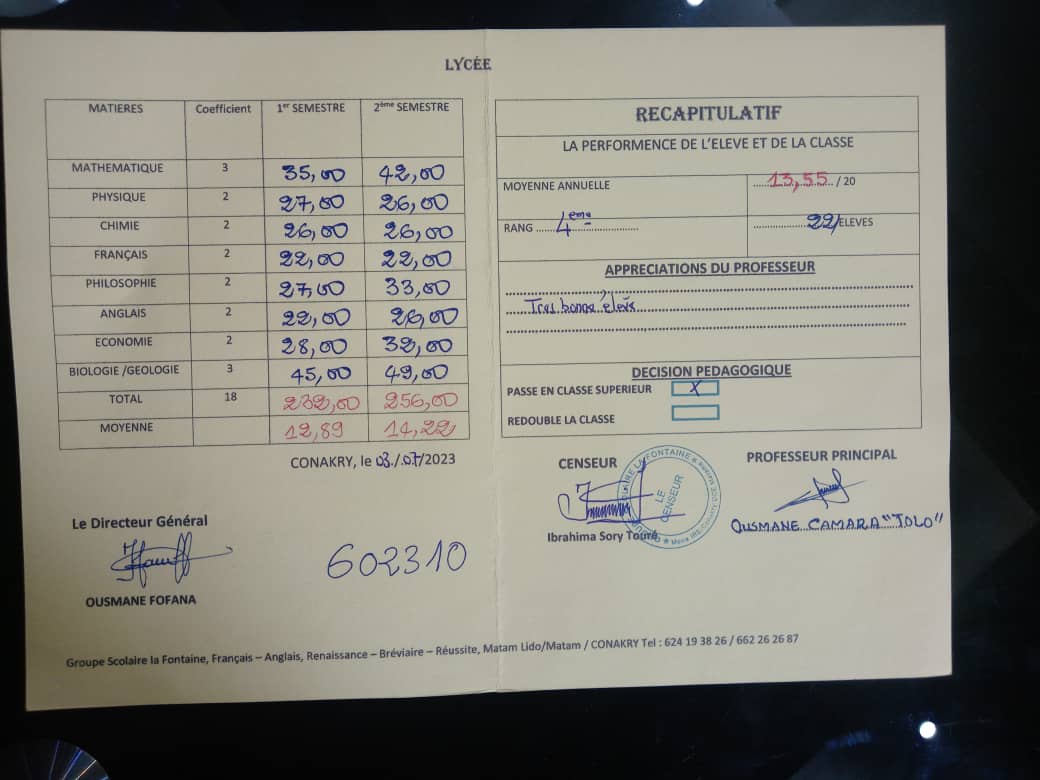 LYCÉE
MATIERES Coefficient 1er SEMESTRE 2ème SEMESTRE
MATHEMATIQUE 3 35,00 42,00
PHYSIQUE 2 27,00 26,00
CHIMIE 2 26,00 26,00
FRANÇAIS 2 22,00 22,00
PHILOSOPHIE 2 27,00 33,00
ANGLAIS 2 22,00 26,00
ECONOMIE 2 28,00 32,00
BIOLOGIE /GEOLOGIE 3 45,00 49,00
TOTAL 18 232,00 256,00
MOYENNE 12,89 14,22
CONAKRY, le 03./.07/2023
Le Directeur Général
OUSMANE FOFANA
602310
RECAPITULATIF
LA PERFORMENCE DE L'ELEVE ET DE LA CLASSE
MOYENNE ANNUELLE 13,55 / 20
RANG 4eme 22/ELEVES
APPRECIATIONS DU PROFESSEUR
Tres bonne élève
DECISION PEDAGOGIQUE
PASSE EN CLASSE SUPERIEUR X
REDOUBLE LA CLASSE
CENSEUR
LE CENSEUR
LA FONTAINE
Ibrahima Sory Touré
PROFESSEUR PRINCIPAL
OUSMANE CAMARA "JOLO"
Groupe Scolaire la Fontaine, Français – Anglais, Renaissance – Bréviaire – Réussite, Matam Lido/Matam / CONAKRY Tel : 624 19 38 26 / 662 26 26 87